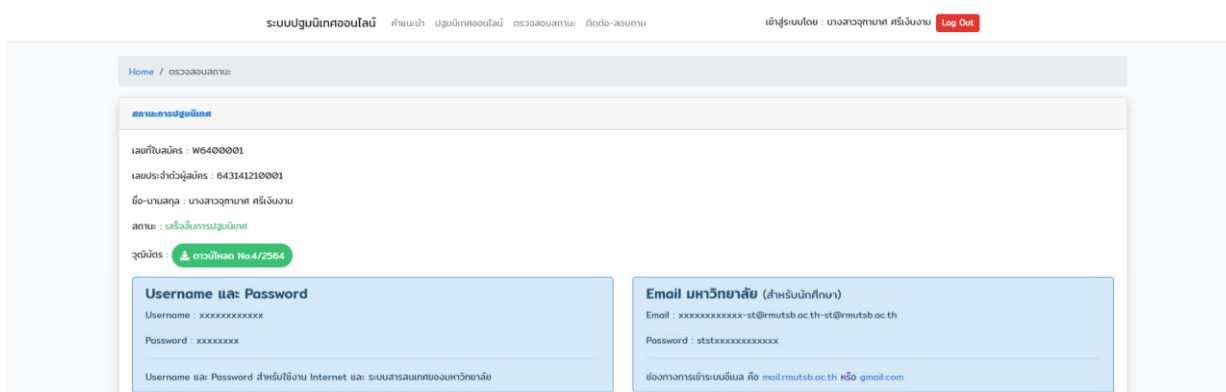 ระบบปฐมนิเทศออนไลน์ คำแนะนำ ปฐมนิเทศออนไลน์ ตรวจสอบสถานะ ติดต่อ-สอบถาม เข้าสู่ระบบโดย : นางสาวจุฑามาศ ศรีเงินงาม Log Out
Home / ตรวจสอบสถานะ
สถานะการปฐมนิเทศ
เลขที่ใบสมัคร : W6400001
เลขประจำตัวผู้สมัคร : 643141210001
ชื่อ-นามสกุล : นางสาวจุฑามาศ ศรีเงินงาม
สถานะ : เสร็จสิ้นการปฐมนิเทศ
วุฒิบัตร : ดาวน์โหลด No.4/2564
Username และ Password
Username : xxxxxxxxxxxx
Password : xxxxxxxx
Username และ Password สำหรับใช้งาน Internet และ ระบบสารสนเทศของมหาวิทยาลัย
Email มหาวิทยาลัย (สำหรับนักศึกษา)
Email : xxxxxxxxxxxx-st@rmutsb.ac.th-st@rmutsb.ac.th
Password : ststxxxxxxxxxxxx
ช่องทางการเข้าระบบอีเมล คือ mail.rmutsb.ac.th หรือ gmail.com